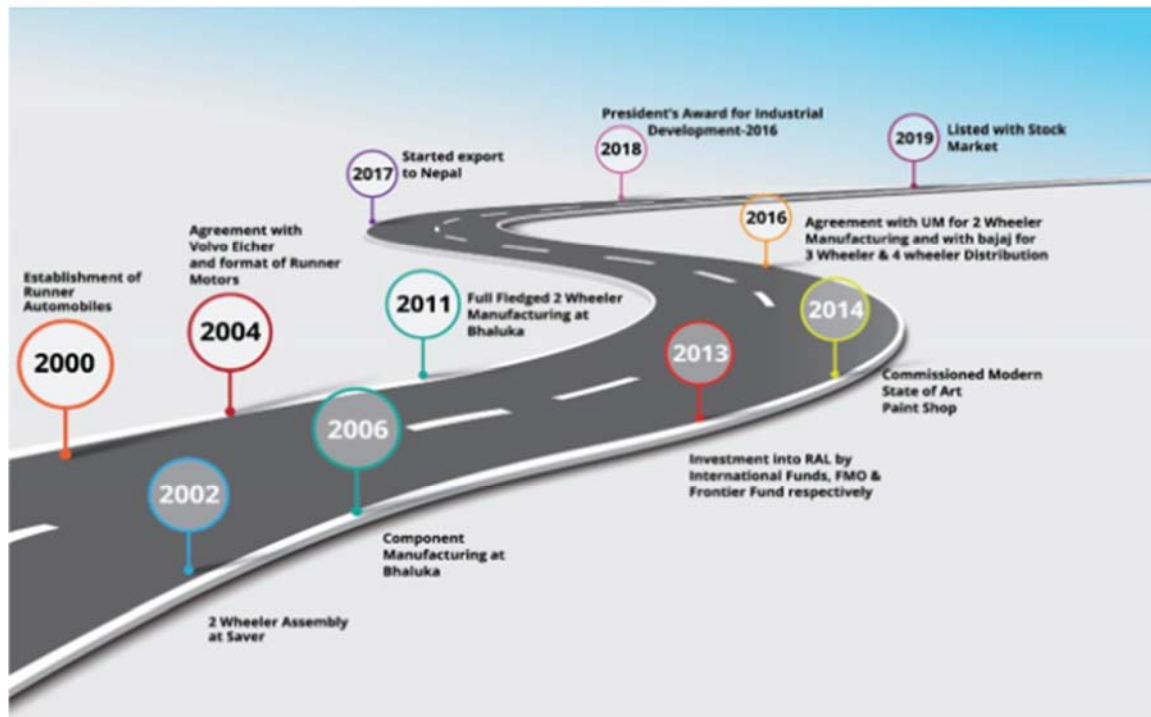 2000
Establishment of
Runner
Automobiles
2002
2 Wheeler Assembly
at Saver
2004
Agreement with
Volvo Eicher
and format of Runner
Motors
2006
Component
Manufacturing at
Bhaluka
2011
Full Fledged 2 Wheeler
Manufacturing at
Bhaluka
2013
Investment into RAL by
International Funds, FMO &
Frontier Fund respectively
2014
Commissioned Modern
State of Art
Paint Shop
2016
Agreement with UM for 2 Wheeler
Manufacturing and with bajaj for
3 Wheeler & 4 wheeler Distribution
2017
Started export
to Nepal
2018
President's Award for Industrial
Development-2016
2019
Listed with Stock
Market